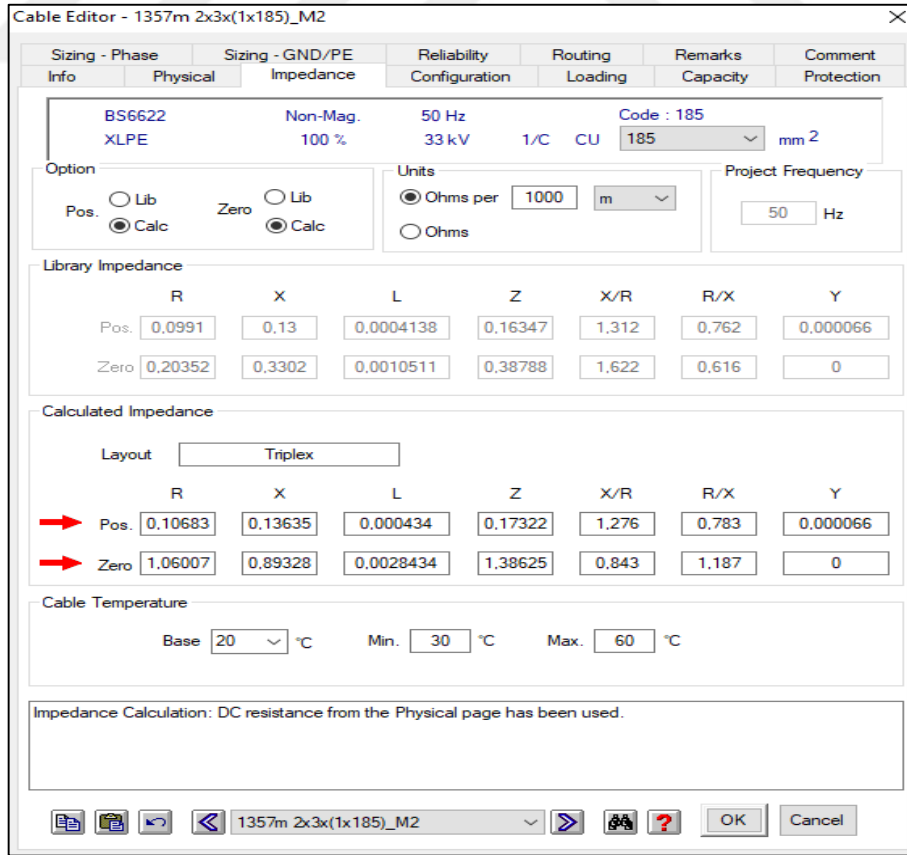 Cable Editor - 1357m 2x3x(1x185)_M2
Sizing - Phase Sizing - GND/PE Reliability Routing Remarks Comment
Info Physical Impedance Configuration Loading Capacity Protection
BS6622 Non-Mag. 50 Hz Code : 185
XLPE 100 % 33 kV 1/C CU 185 mm 2
Option Units Project Frequency
Pos. Lib Zero Lib Ohms per 1000 m 50 Hz
Calc Calc Ohms
Library Impedance
R X L Z X/R R/X Y
Pos. 0,0991 0,13 0,0004138 0,16347 1,312 0,762 0,000066
Zero 0,20352 0,3302 0,0010511 0,38788 1,622 0,616 0
Calculated Impedance
Layout Triplex
R X L Z X/R R/X Y
Pos. 0,10683 0,13635 0,000434 0,17322 1,276 0,783 0,000066
Zero 1,06007 0,89328 0,0028434 1,38625 0,843 1,187 0
Cable Temperature
Base 20 °C Min. 30 °C Max. 60 °C
Impedance Calculation: DC resistance from the Physical page has been used.
1357m 2x3x(1x185)_M2 ? OK Cancel